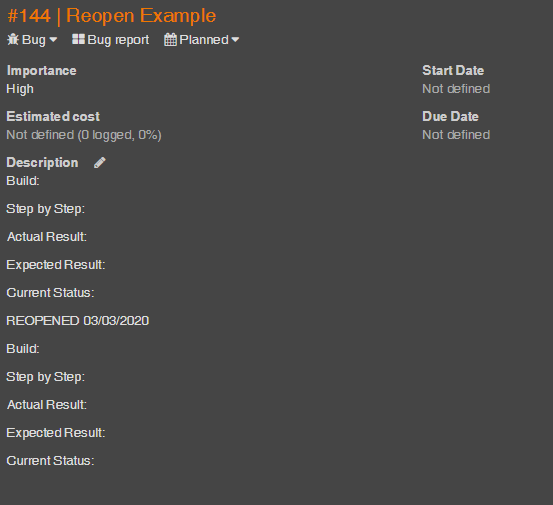 #144 | Reopen Example
Bug Bug report Planned
Importance Start Date
High Not defined
Estimated cost Due Date
Not defined (0 logged, 0%) Not defined
Description
Build:
Step by Step:
Actual Result:
Expected Result:
Current Status:
REOPENED 03/03/2020
Build:
Step by Step:
Actual Result:
Expected Result:
Current Status: